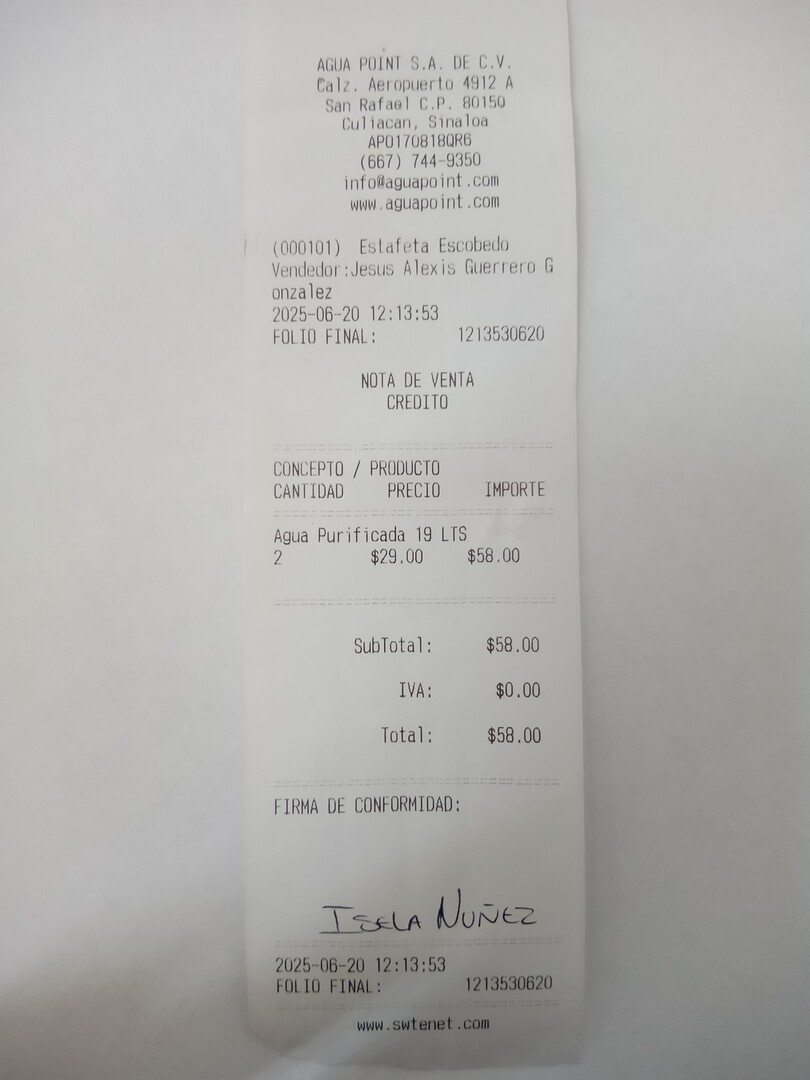 AGUA POINT S.A. DE C.V.
Calz. Aeropuerto 4912 A
San Rafael C.P. 80150
Culiacan, Sinaloa
APO170818QR6
(667) 744-9350
info@aguapoint.com
www.aguapoint.com
(000101) Estafeta Escobedo
Vendedor:Jesus Alexis Guerrero G
onzalez
2025-06-20 12:13:53
FOLIO FINAL: 1213530620
NOTA DE VENTA
CREDITO
CONCEPTO / PRODUCTO
CANTIDAD PRECIO IMPORTE
Agua Purificada 19 LTS
2 $29.00 $58.00
SubTotal: $58.00
IVA: $0.00
Total: $58.00
FIRMA DE CONFORMIDAD:
ISELA NUÑEZ
2025-06-20 12:13:53
FOLIO FINAL: 1213530620
www.swtenet.com